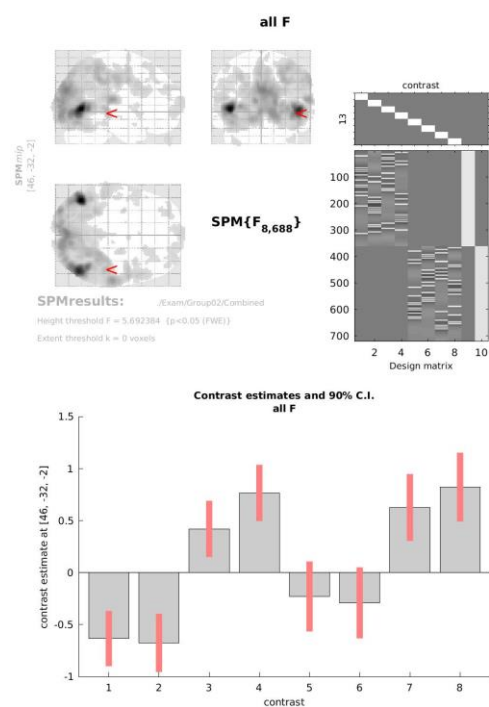 all F
SPMmip
[46, -32, -2]
<
<
<
SPM{F8,688}
SPMresults: ./Exam/Group02/Combined
Height threshold F = 5.692384 {p<0.05 (FWE)}
Extent threshold k = 0 voxels
contrast
13
100
200
300
400
500
600
700
2 4 6 8 10
Design matrix
Contrast estimates and 90% C.I.
all F
contrast estimate at [46, -32, -2]
1.5
1
0.5
0
-0.5
-1
1 2 3 4 5 6 7 8
contrast